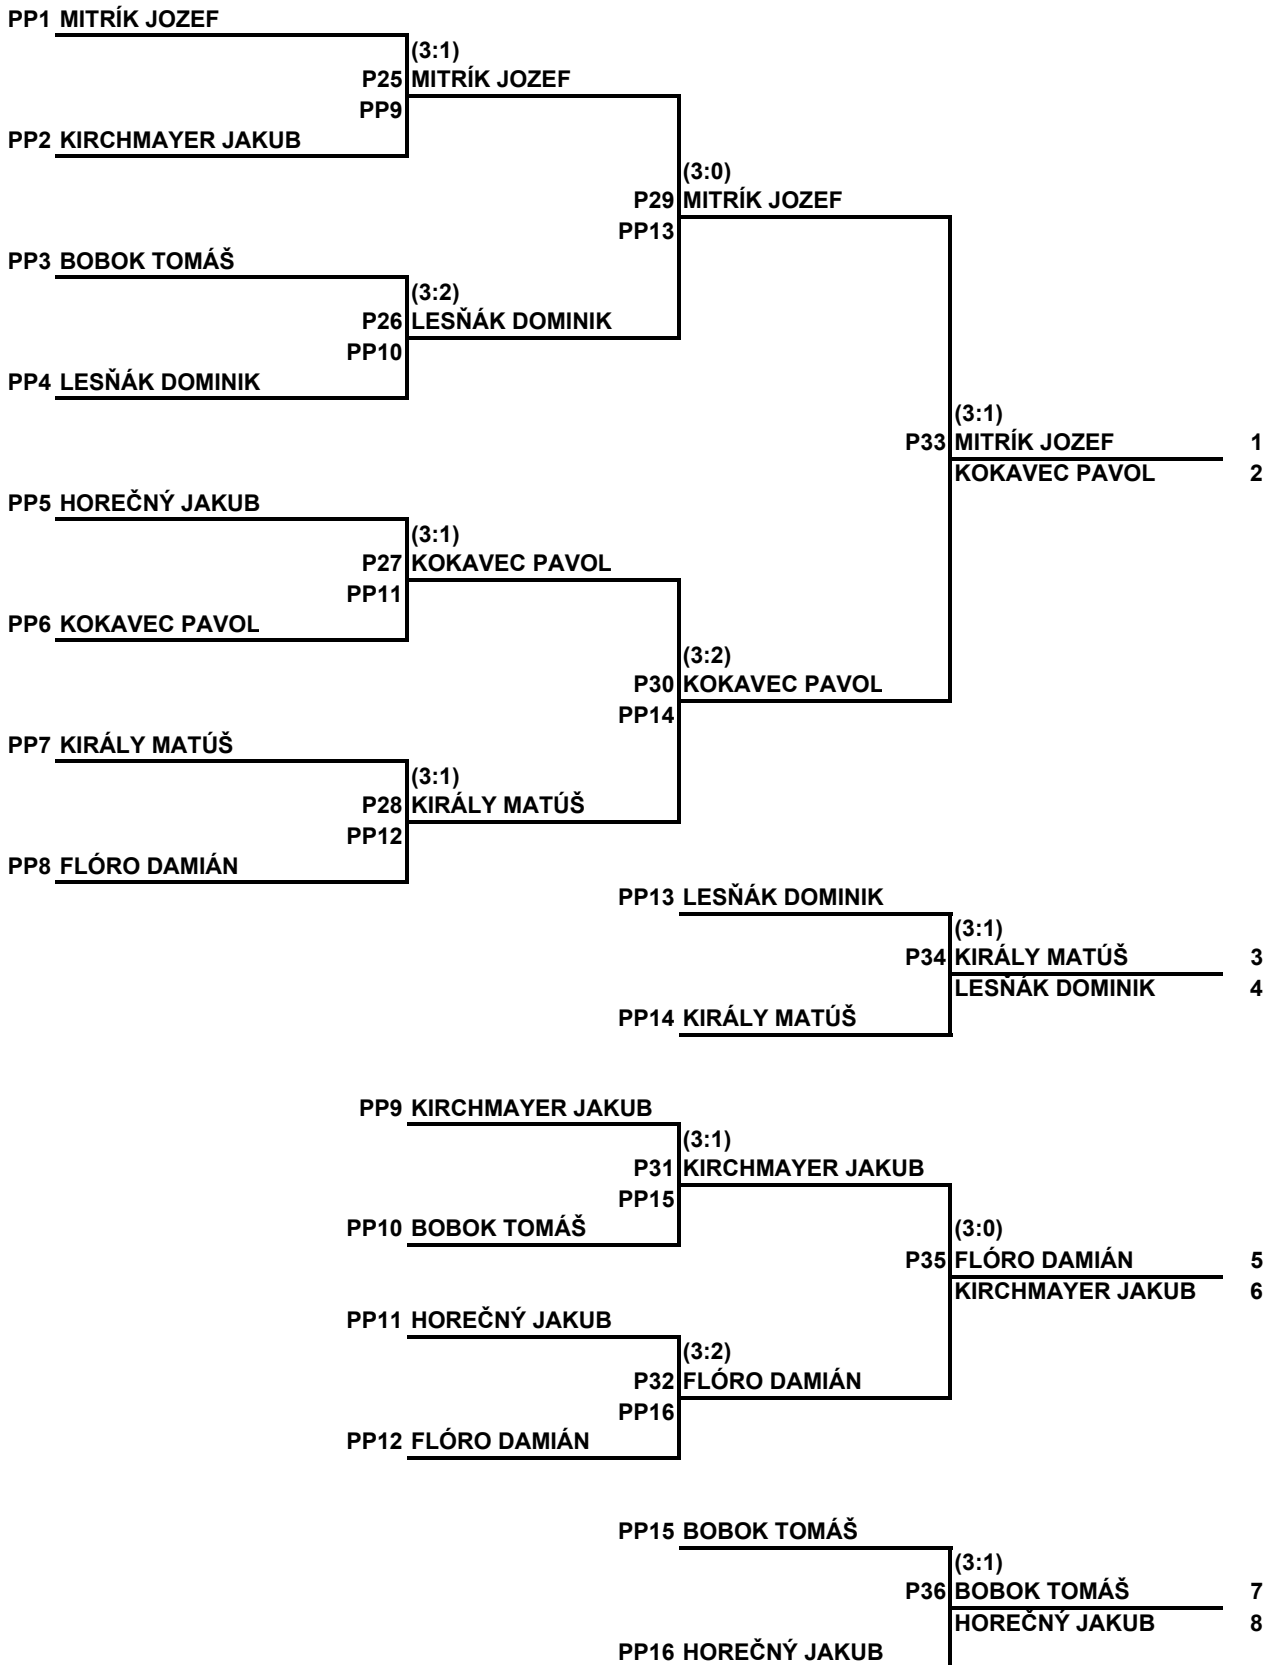 PP1 MITRÍK JOZEF
(3:1)
P25 MITRÍK JOZEF
PP9
PP2 KIRCHMAYER JAKUB
(3:0)
P29 MITRÍK JOZEF
PP13
PP3 BOBOK TOMÁŠ
(3:2)
P26 LESŇÁK DOMINIK
PP10
PP4 LESŇÁK DOMINIK
(3:1)
P33 MITRÍK JOZEF 1
KOKAVEC PAVOL 2
PP5 HOREČNÝ JAKUB
(3:1)
P27 KOKAVEC PAVOL
PP11
PP6 KOKAVEC PAVOL
(3:2)
P30 KOKAVEC PAVOL
PP14
PP7 KIRÁLY MATÚŠ
(3:1)
P28 KIRÁLY MATÚŠ
PP12
PP8 FLÓRO DAMIÁN
PP13 LESŇÁK DOMINIK
(3:1)
P34 KIRÁLY MATÚŠ 3
LESŇÁK DOMINIK 4
PP14 KIRÁLY MATÚŠ
PP9 KIRCHMAYER JAKUB
(3:1)
P31 KIRCHMAYER JAKUB
PP15
PP10 BOBOK TOMÁŠ
(3:0)
P35 FLÓRO DAMIÁN 5
KIRCHMAYER JAKUB 6
PP11 HOREČNÝ JAKUB
(3:2)
P32 FLÓRO DAMIÁN
PP16
PP12 FLÓRO DAMIÁN
PP15 BOBOK TOMÁŠ
(3:1)
P36 BOBOK TOMÁŠ 7
HOREČNÝ JAKUB 8
PP16 HOREČNÝ JAKUB